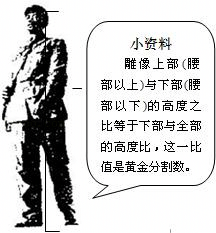 小资料
雕像上部(腰
部以上)与下部(腰
部以下)的高度之
比等于下部与全部
的高度比，这一比
值是黄金分割数。